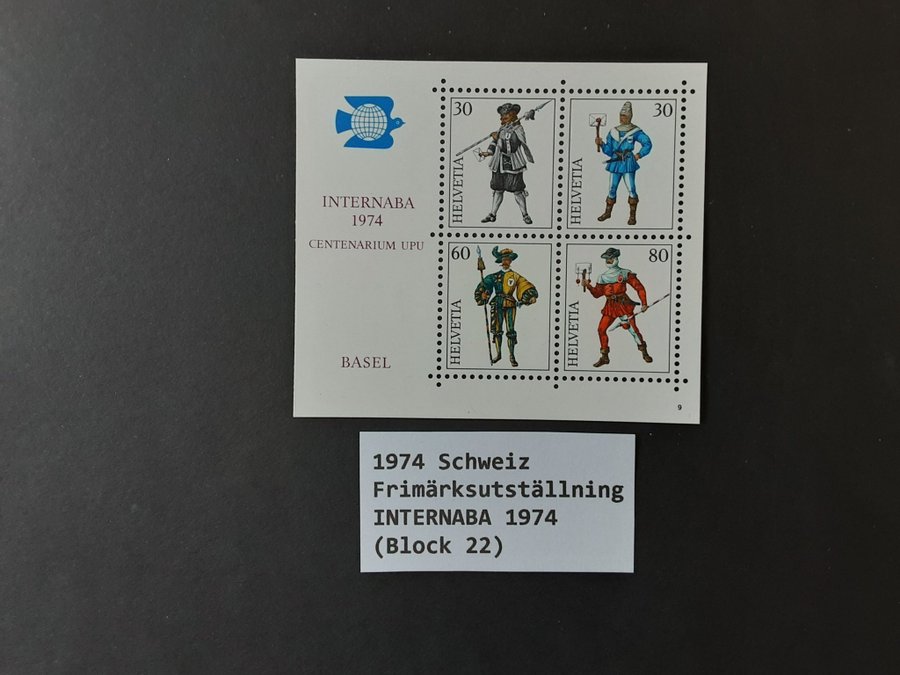 INTERNABA
1974
CENTENARIUM UPU
BASEL
30
HELVETIA
30
HELVETIA
60
HELVETIA
80
HELVETIA
9
1974 Schweiz
Frimärksutställning
INTERNABA 1974
(Block 22)